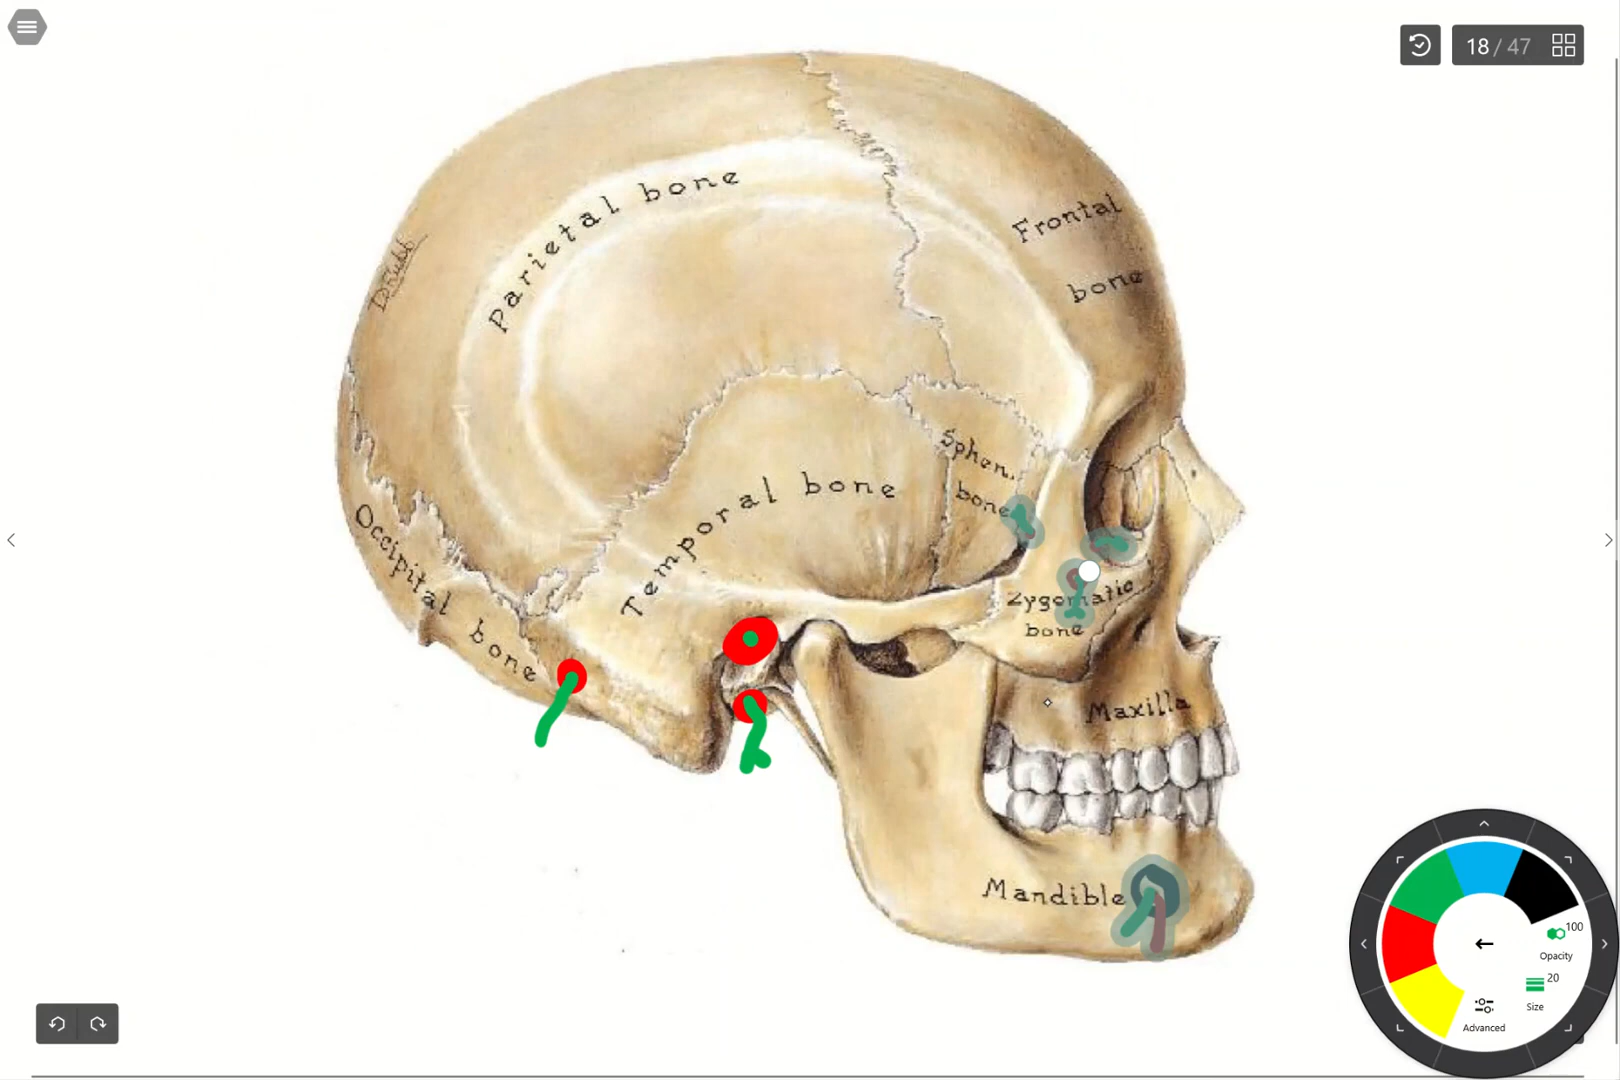 18 / 47
Parietal bone
Frontal
bone
Sphen.
bone
Temporal bone
Occipital
bone
Zygomatic
bone
Maxilla
Mandible
100
Opacity
20
Size
Advanced